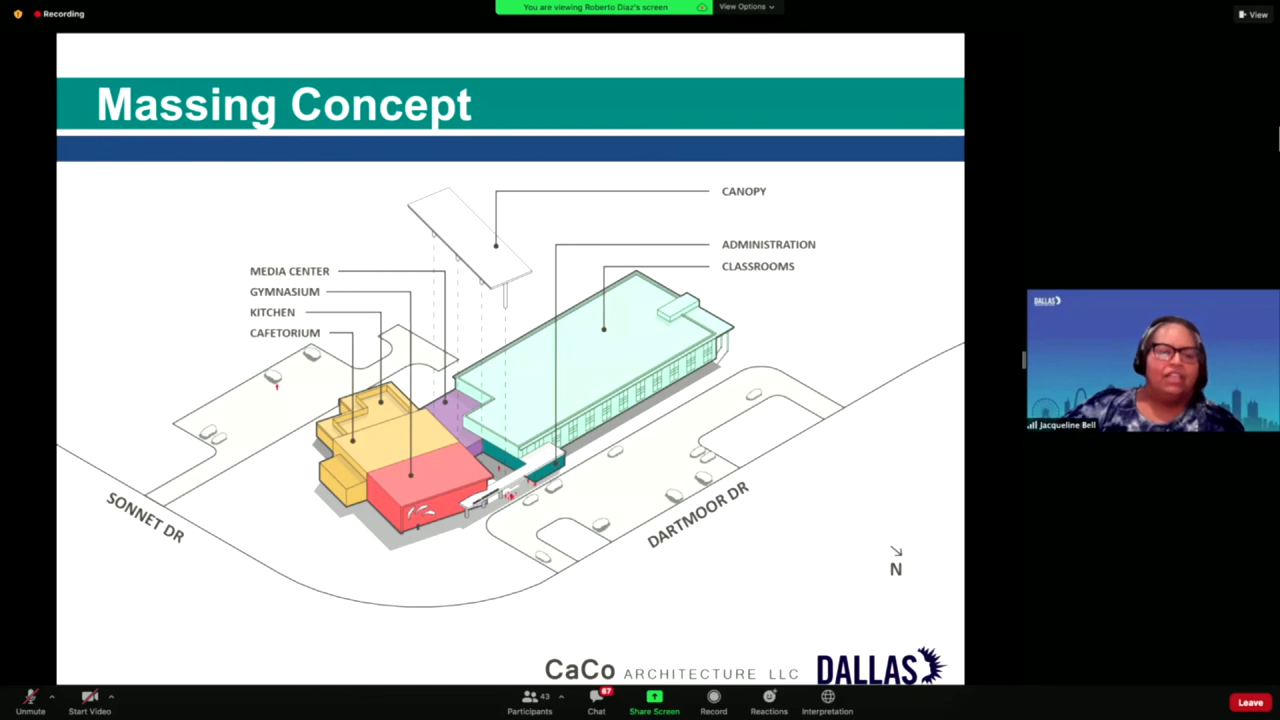 Recording
You are viewing Roberto Diaz's screen
View Options
View
Massing Concept
CANOPY
ADMINISTRATION
CLASSROOMS
MEDIA CENTER
GYMNASIUM
KITCHEN
CAFETORIUM
SONNET DR
DARTMOOR DR
N
CaCo ARCHITECTURE LLC
DALLAS
DALLAS
Jacqueline Bell
Unmute
Start Video
43
Participants
67
Chat
Share Screen
Record
Reactions
Interpretation
Leave